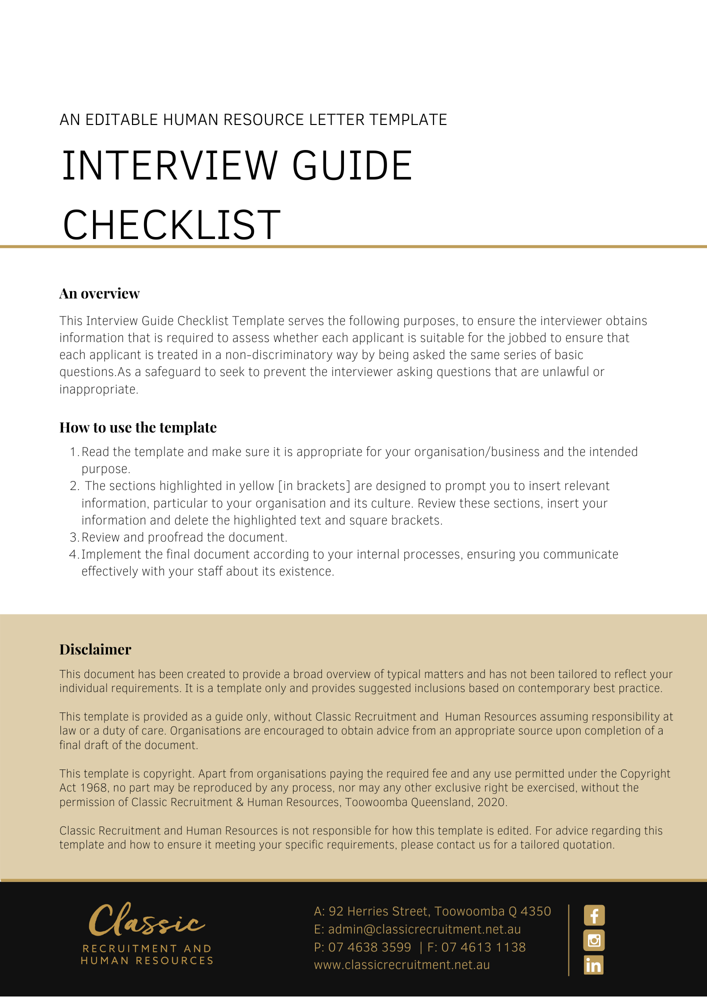 AN EDITABLE HUMAN RESOURCE LETTER TEMPLATE
INTERVIEW GUIDE
CHECKLIST
An overview
This Interview Guide Checklist Template serves the following purposes, to ensure the interviewer obtains
information that is required to assess whether each applicant is suitable for the jobbed to ensure that
each applicant is treated in a non-discriminatory way by being asked the same series of basic
questions.As a safeguard to seek to prevent the interviewer asking questions that are unlawful or
inappropriate.
How to use the template
1. Read the template and make sure it is appropriate for your organisation/business and the intended
purpose.
2. The sections highlighted in yellow [in brackets] are designed to prompt you to insert relevant
information, particular to your organisation and its culture. Review these sections, insert your
information and delete the highlighted text and square brackets.
3. Review and proofread the document.
4. Implement the final document according to your internal processes, ensuring you communicate
effectively with your staff about its existence.
Disclaimer
This document has been created to provide a broad overview of typical matters and has not been tailored to reflect your
individual requirements. It is a template only and provides suggested inclusions based on contemporary best practice.
This template is provided as a guide only, without Classic Recruitment and Human Resources assuming responsibility at
law or a duty of care. Organisations are encouraged to obtain advice from an appropriate source upon completion of a
final draft of the document.
This template is copyright. Apart from organisations paying the required fee and any use permitted under the Copyright
Act 1968, no part may be reproduced by any process, nor may any other exclusive right be exercised, without the
permission of Classic Recruitment & Human Resources, Toowoomba Queensland, 2020.
Classic Recruitment and Human Resources is not responsible for how this template is edited. For advice regarding this
template and how to ensure it meeting your specific requirements, please contact us for a tailored quotation.
Classic
RECRUITMENT AND
HUMAN RESOURCES
A: 92 Herries Street, Toowoomba Q 4350
E: admin@classicrecruitment.net.au
P: 07 4638 3599 | F: 07 4613 1138
www.classicrecruitment.net.au